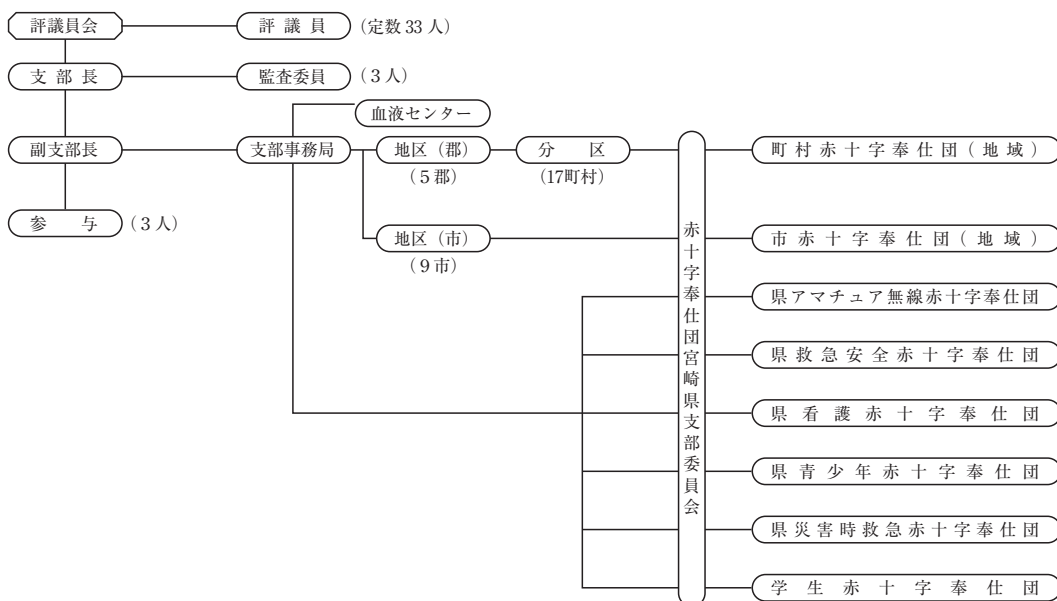 評議員会 評議員 (定数33人)
支部長 監査委員 (3人)
血液センター
副支部長 支部事務局 地区(郡) 分区 町村赤十字奉仕団(地域)
(5郡) (17町村)
参与 (3人)
地区(市) 市赤十字奉仕団(地域)
(9市)
赤十字奉仕団宮崎県支部委員会
県アマチュア無線赤十字奉仕団
県救急安全赤十字奉仕団
県看護赤十字奉仕団
県青少年赤十字奉仕団
県災害時救急赤十字奉仕団
学生赤十字奉仕団